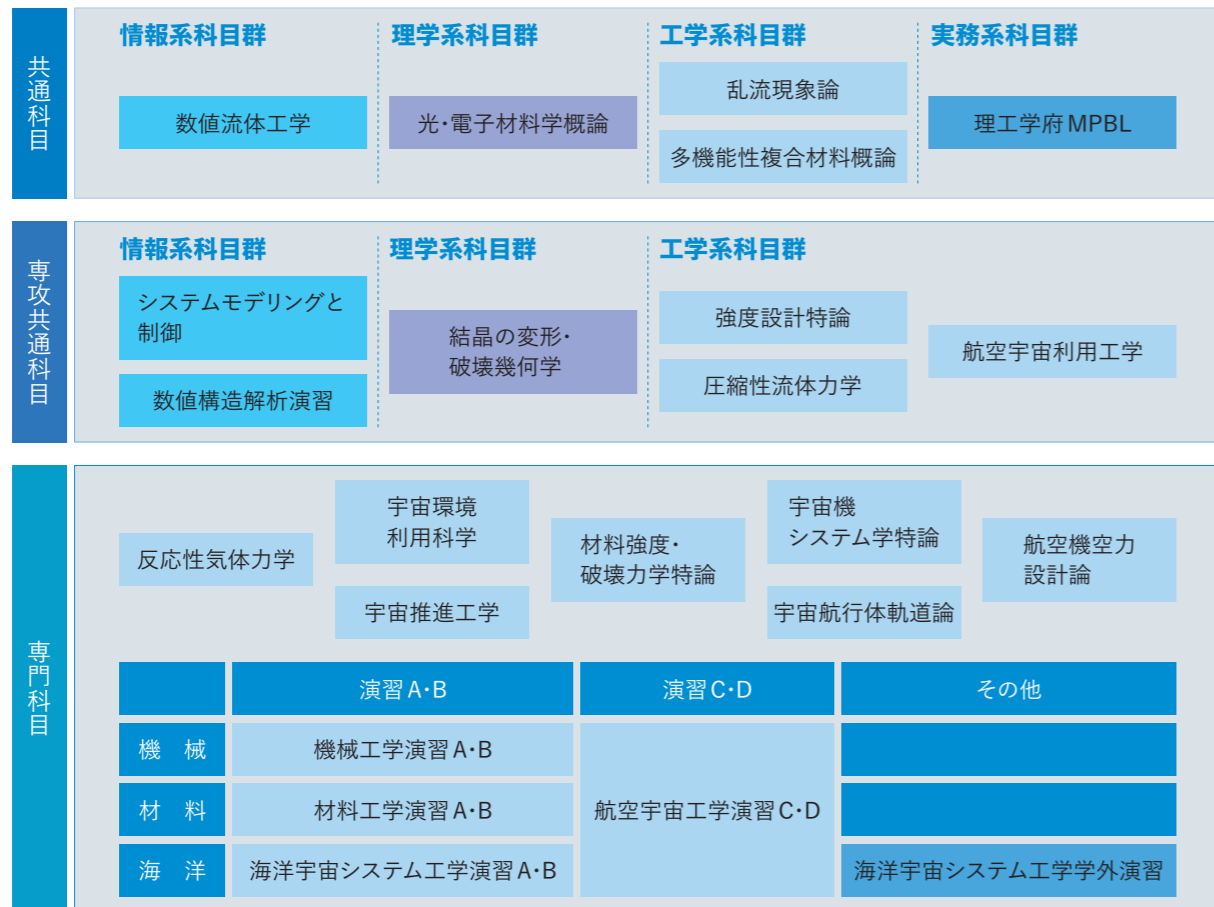 共通科目
情報系科目群
理学系科目群
工学系科目群
実務系科目群
数値流体工学
光・電子材料学概論
乱流現象論
多機能性複合材料概論
理工学府MPBL
専攻共通科目
情報系科目群
理学系科目群
工学系科目群
システムモデリングと
制御
数値構造解析演習
結晶の変形・
破壊幾何学
強度設計特論
圧縮性流体力学
航空宇宙利用工学
専門科目
反応性気体力学
宇宙環境
利用科学
宇宙推進工学
材料強度・
破壊力学特論
宇宙機
システム学特論
宇宙航行体軌道論
航空機空力
設計論
演習A・B
演習C・D
その他
機 械
機械工学演習A・B
材 料
材料工学演習A・B
航空宇宙工学演習C・D
海 洋
海洋宇宙システム工学演習A・B
海洋宇宙システム工学学外演習